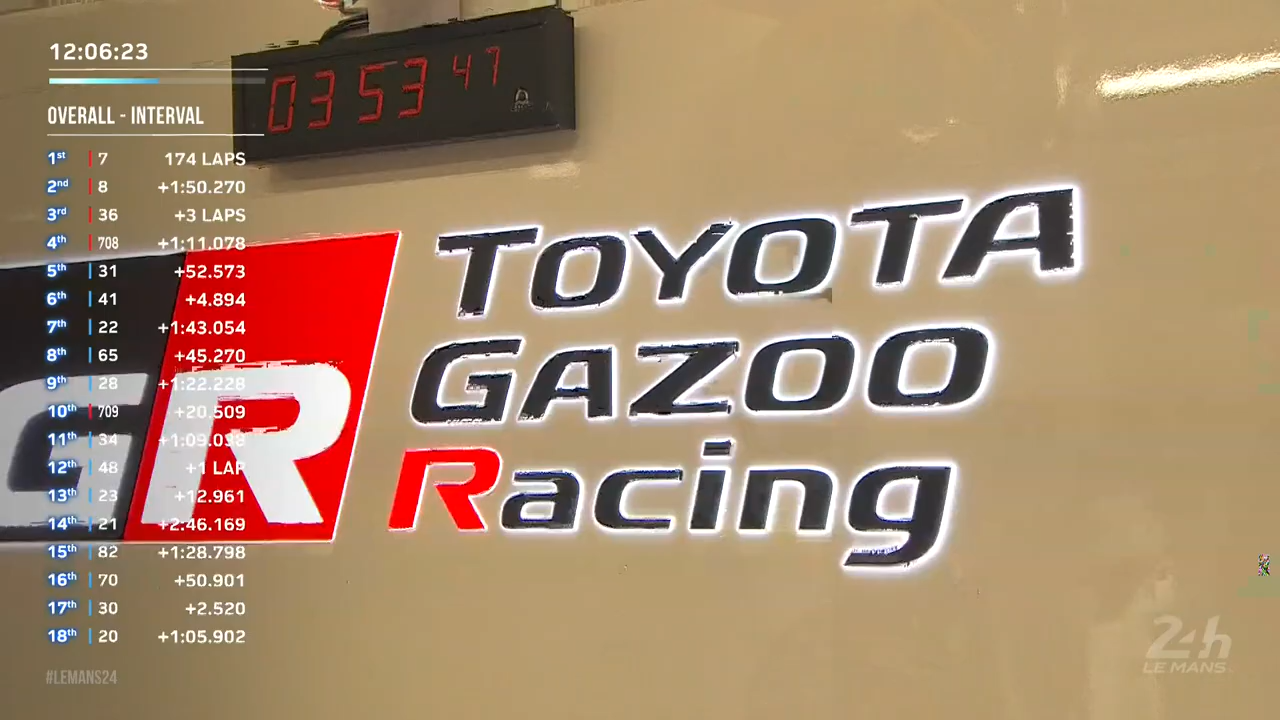 12:06:23
03 53 47
OVERALL - INTERVAL
1st 7 174 LAPS
2nd 8 +1:50.270
3rd 36 +3 LAPS
4th 708 +1:11.078
5th 31 +52.573
6th 41 +4.894
7th 22 +1:43.054
8th 65 +45.270
9th 28 +1:22.228
10th 709 +20.509
11th 34 +1:09.038
12th 48 +1 LAP
13th 23 +12.961
14th 21 +2:46.169
15th 82 +1:28.798
16th 70 +50.901
17th 30 +2.520
18th 20 +1:05.902
#LEMANS24
GR
TOYOTA
GAZOO
Racing
24h
LE MANS